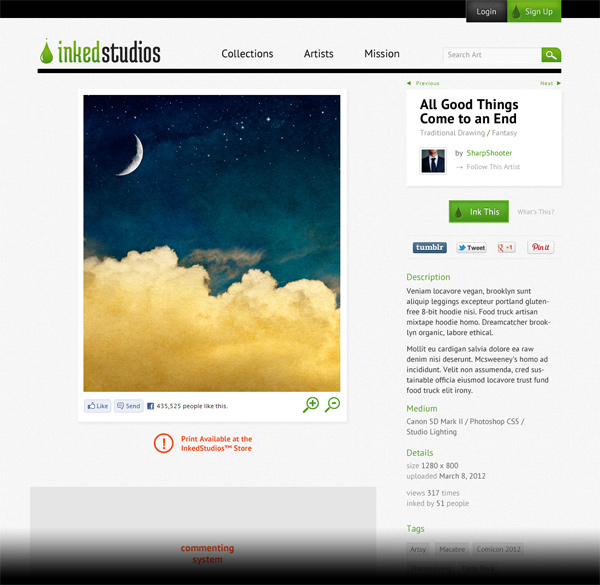 Login
Sign Up
inkedstudios
Collections
Artists
Mission
Search Art
Previous
Next
All Good Things
Come to an End
Traditional Drawing / Fantasy
by SharpShooter
→ Follow This Artist
Ink This
What's This?
tumblr.
Tweet
+1
Pin it
Description
Veniam locavore vegan, brooklyn sunt
aliquip leggings excepteur portland gluten-
free 8-bit hoodie nisi. Food truck artisan
mixtape hoodie homo. Dreamcatcher brook-
lyn organic, labore ethical.
Mollit eu cardigan salvia dolore ea raw
denim nisi deserunt. Mcsweeney's homo ad
incididunt. Velit non assumenda, cred sus-
tainable officia eiusmod locavore trust fund
food truck elit irony.
Medium
Canon 5D Mark II / Photoshop CS5 /
Studio Lighting
Details
size 1280 x 800
uploaded March 8, 2012
views 317 times
inked by 51 people
Tags
Artsy
Macabre
Comicon 2012
Like
Send
435,525 people like this.
Print Available at the
InkedStudios™ Store
commenting
system